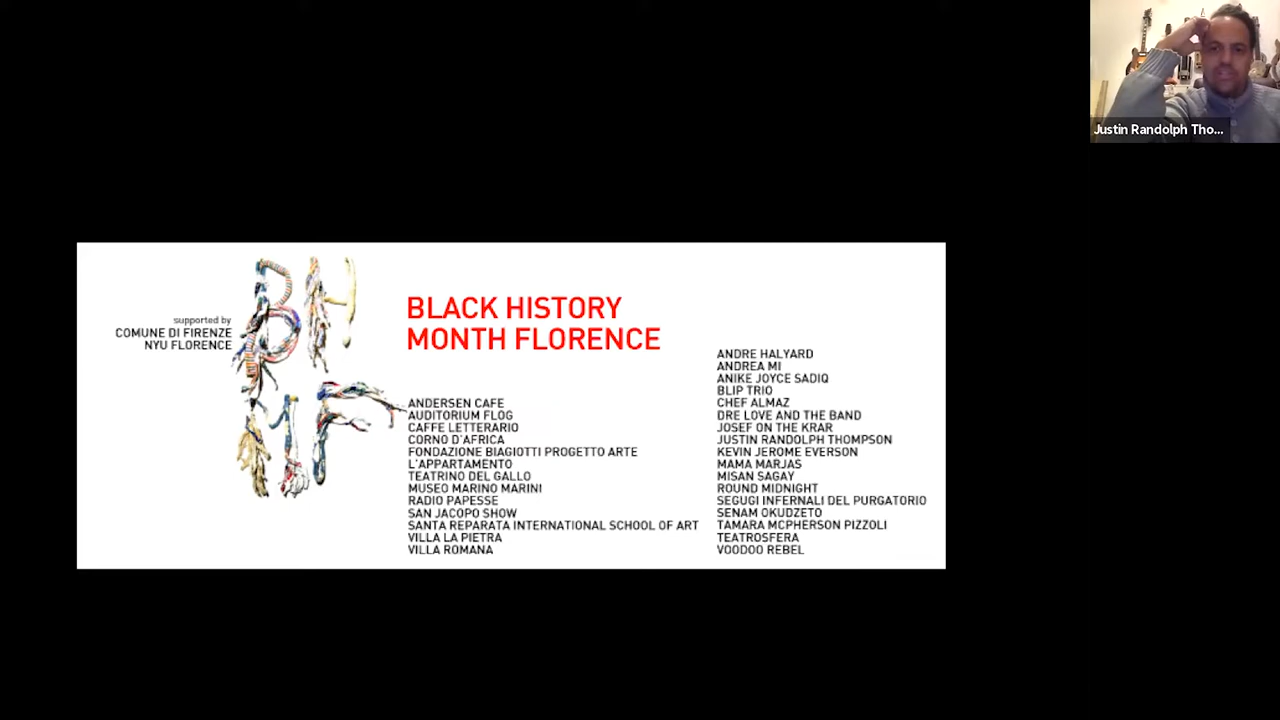 Justin Randolph Tho...
supported by
COMUNE DI FIRENZE
NYU FLORENCE
BH
MF
BLACK HISTORY
MONTH FLORENCE
ANDERSEN CAFE
AUDITORIUM FLOG
CAFFE LETTERARIO
CORNO D'AFRICA
FONDAZIONE BIAGIOTTI PROGETTO ARTE
L'APPARTAMENTO
TEATRINO DEL GALLO
MUSEO MARINO MARINI
RADIO PAPESSE
SAN JACOPO SHOW
SANTA REPARATA INTERNATIONAL SCHOOL OF ART
VILLA LA PIETRA
VILLA ROMANA
ANDRE HALYARD
ANDREA MI
ANIKE JOYCE SADIQ
BLIP TRIO
CHEF ALMAZ
DRE LOVE AND THE BAND
JOSEF ON THE KRAR
JUSTIN RANDOLPH THOMPSON
KEVIN JEROME EVERSON
MAMA MARJAS
MISAN SAGAY
ROUND MIDNIGHT
SEGUGI INFERNALI DEL PURGATORIO
SENAM OKUDZETO
TAMARA MCPHERSON PIZZOLI
TEATROSFERA
VOODOO REBEL